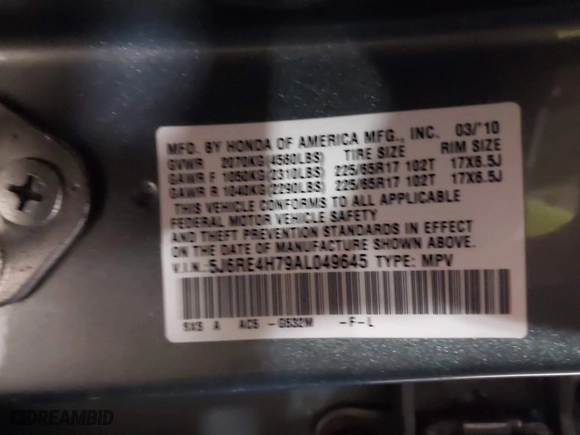 MFD. BY HONDA OF AMERICA MFG., INC. 03/'10
GVWR 2070KG(4560LBS) TIRE SIZE RIM SIZE
GAWR F 1050KG(2310LBS) 225/65R17 102T 17X6.5J
GAWR R 1040KG(2290LBS) 225/65R17 102T 17X6.5J
THIS VEHICLE CONFORMS TO ALL APPLICABLE
FEDERAL MOTOR VEHICLE SAFETY
AND THEFT PREVENTION STANDARDS IN EFFECT
ON THE DATE OF MANUFACTURE SHOWN ABOVE.
V.I.N.: 5J6RE4H79AL049645 TYPE: MPV
SXS A AC5 -G532M -F-L
DREAMBID